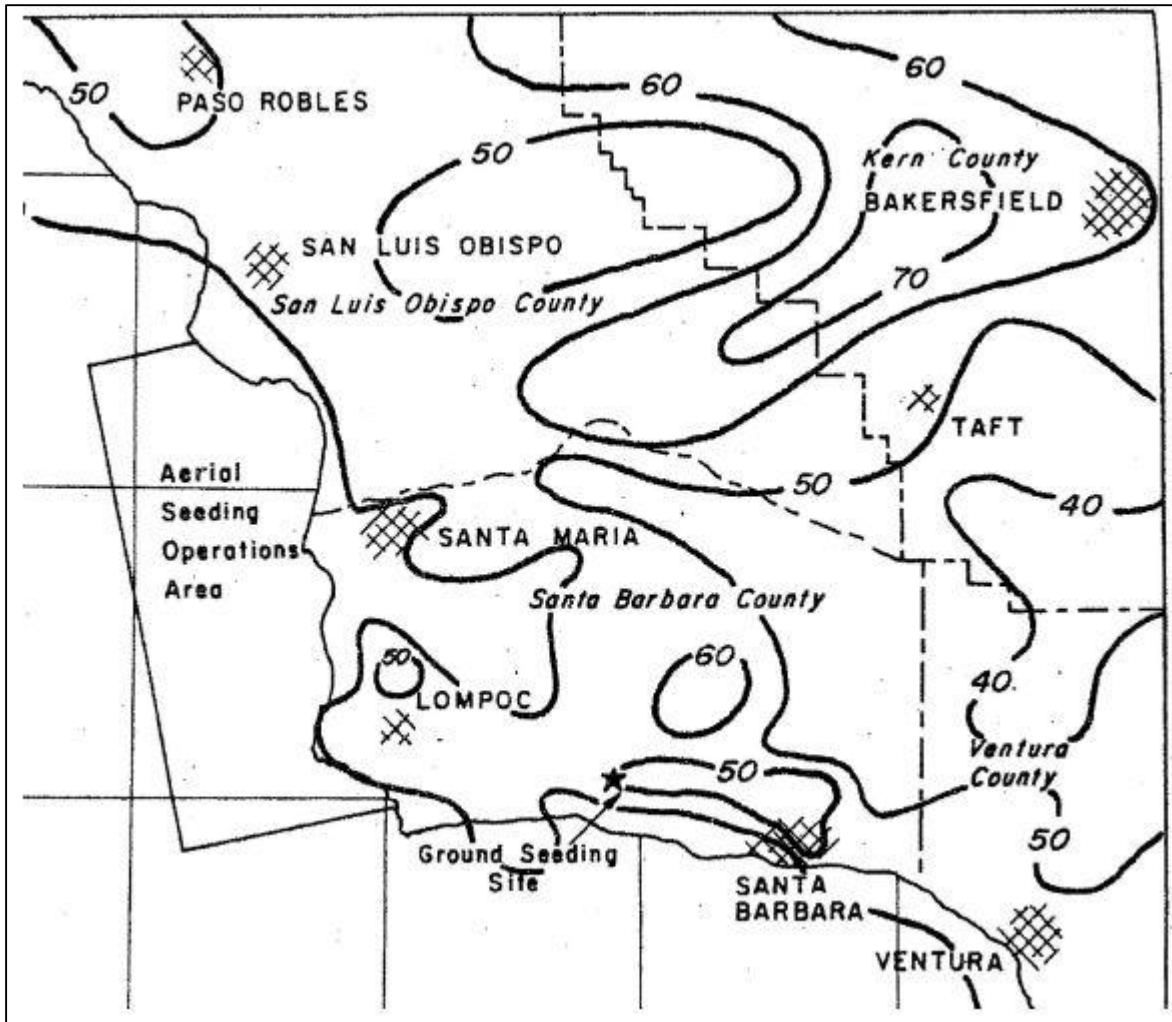 50
PASO ROBLES
60
60
50
Kern County
BAKERSFIELD
SAN LUIS OBISPO
San Luis Obispo County
70
TAFT
Aerial
Seeding
Operations
Area
50
40
SANTA MARIA
Santa Barbara County
50
60
40
LOMPOC
Ventura
County
50
50
Ground Seeding
Site
SANTA
BARBARA
VENTURA